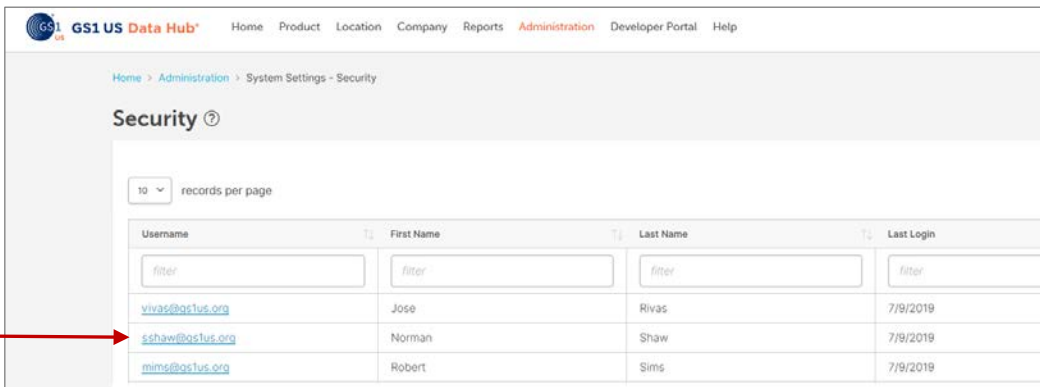 GS1 US GS1 US Data Hub® Home Product Location Company Reports Administration Developer Portal Help
Home > Administration > System Settings - Security
Security ?
10 records per page
Username First Name Last Name Last Login
filter filter filter filter
vivas@gs1us.org Jose Rivas 7/9/2019
sshaw@gs1us.org Norman Shaw 7/9/2019
mims@gs1us.org Robert Sims 7/9/2019